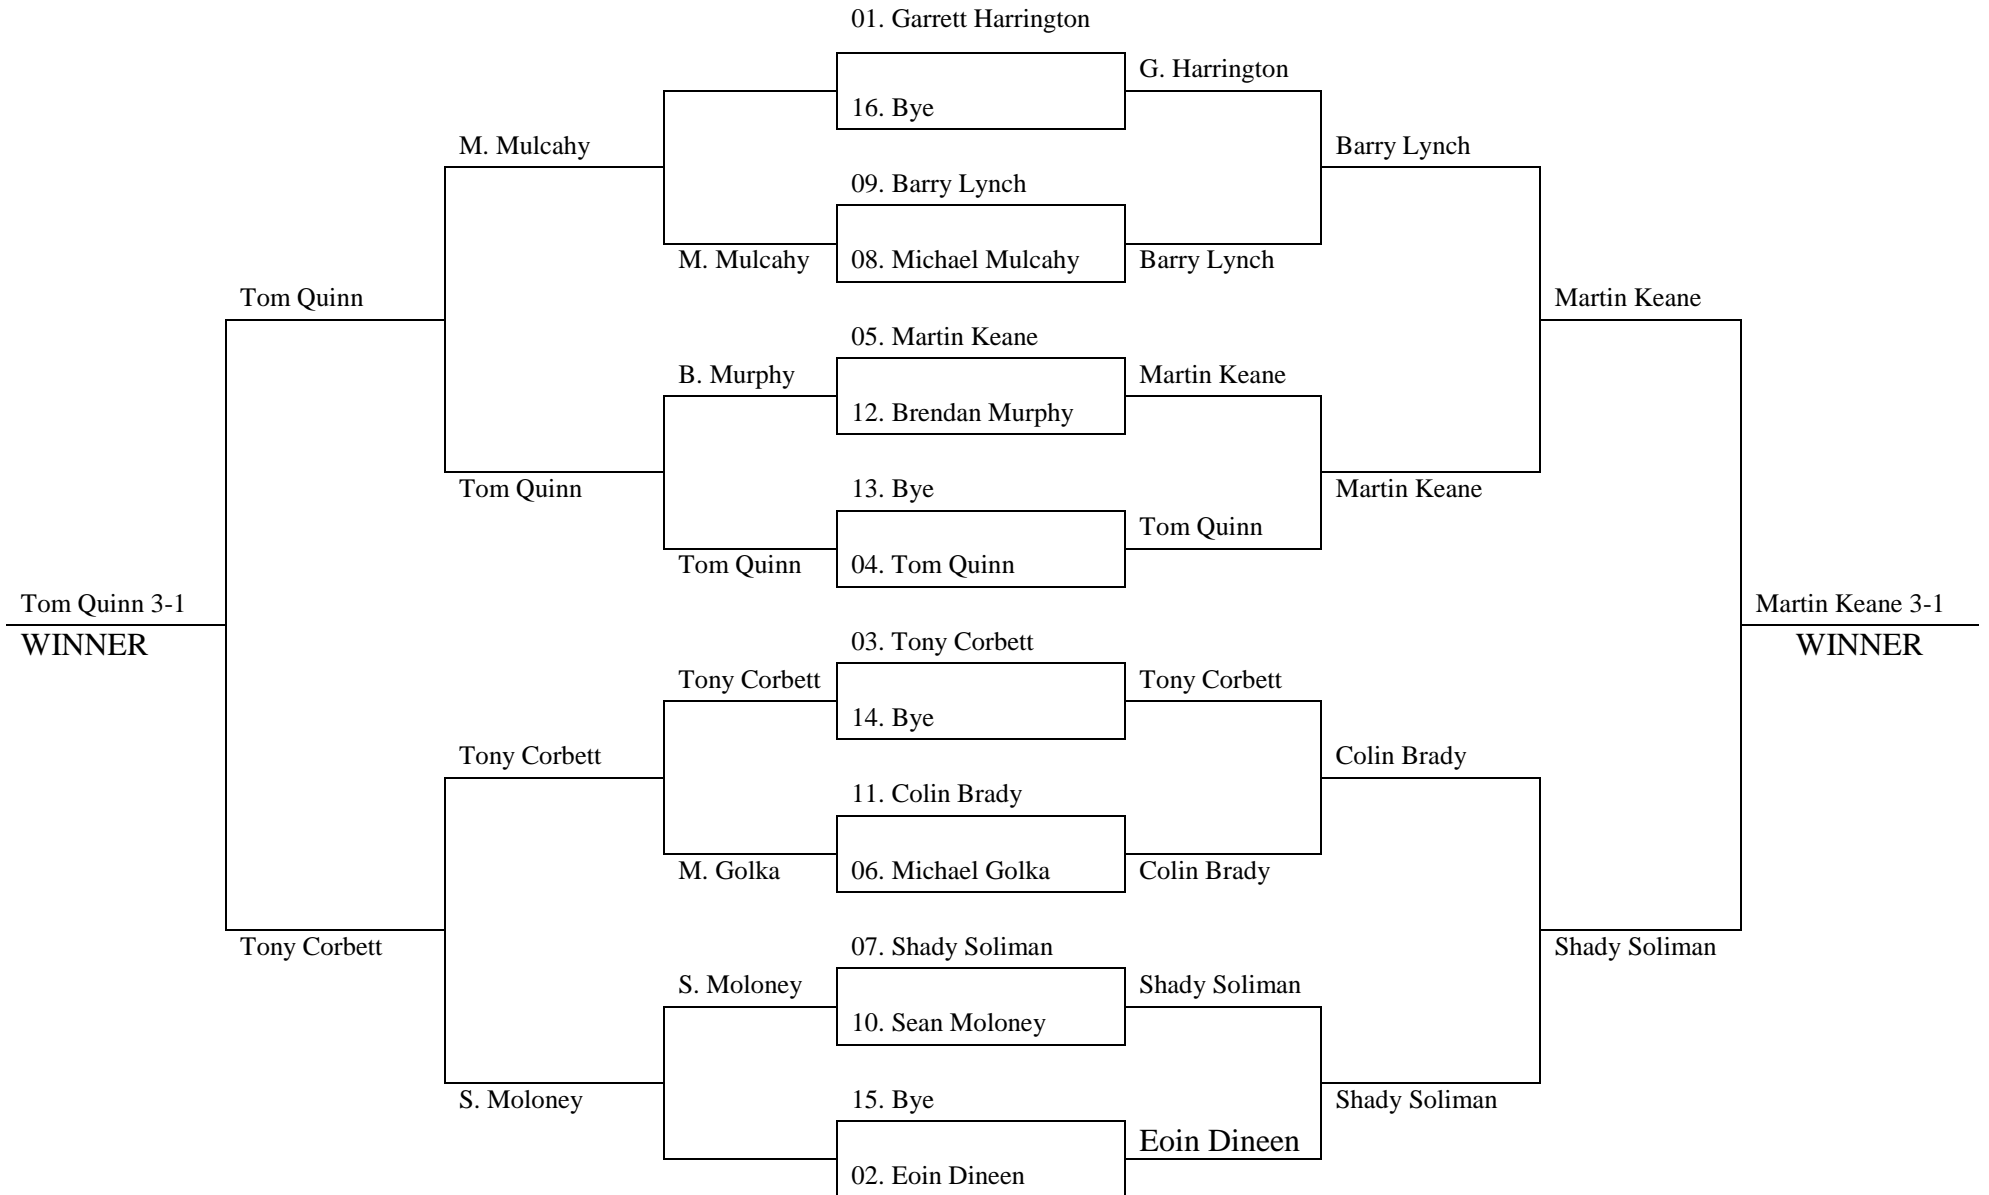 01. Garrett Harrington
G. Harrington
16. Bye
M. Mulcahy
Barry Lynch
09. Barry Lynch
M. Mulcahy
08. Michael Mulcahy
Barry Lynch
Tom Quinn
Martin Keane
05. Martin Keane
B. Murphy
Martin Keane
12. Brendan Murphy
Tom Quinn
13. Bye
Martin Keane
Tom Quinn
Tom Quinn
04. Tom Quinn
Tom Quinn 3-1
Martin Keane 3-1
WINNER
03. Tony Corbett
WINNER
Tony Corbett
Tony Corbett
14. Bye
Tony Corbett
Colin Brady
11. Colin Brady
M. Golka
06. Michael Golka
Colin Brady
Tony Corbett
07. Shady Soliman
Shady Soliman
S. Moloney
Shady Soliman
10. Sean Moloney
S. Moloney
15. Bye
Shady Soliman
Eoin Dineen
02. Eoin Dineen